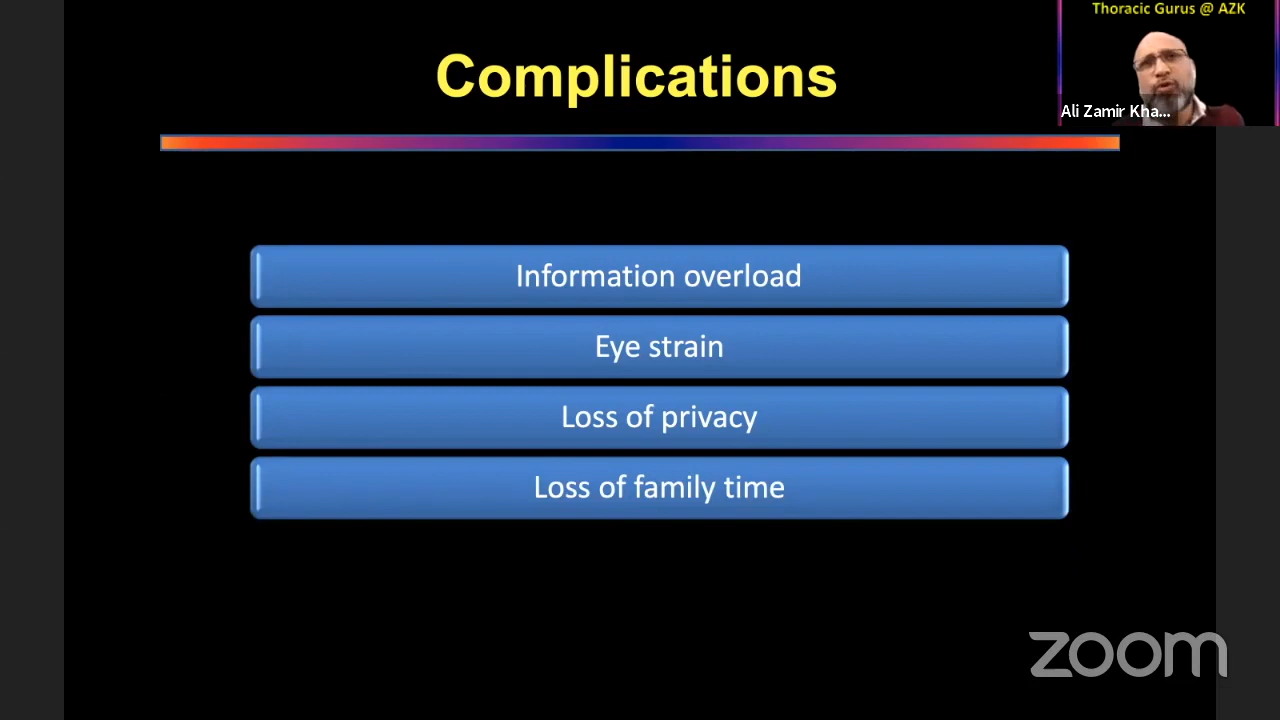 Complications
Thoracic Gurus @ AZK
Ali Zamir Kha...
Information overload
Eye strain
Loss of privacy
Loss of family time
zoom